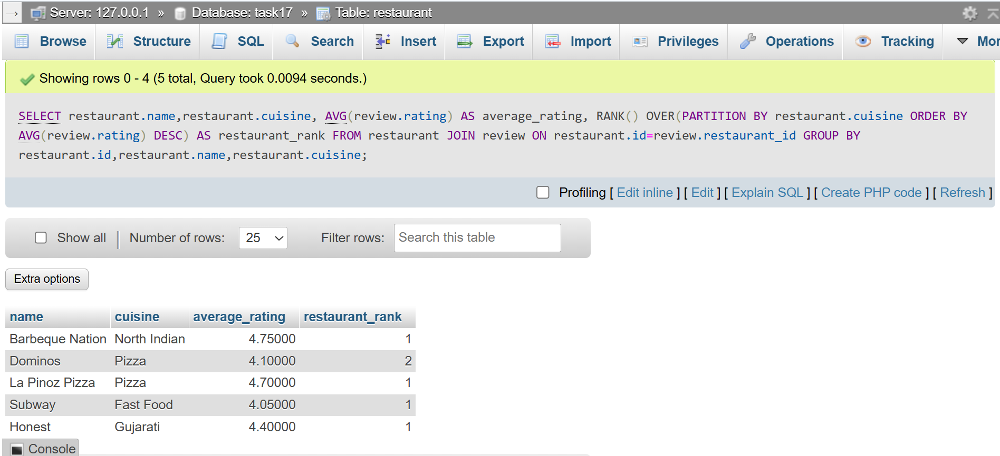 → Server: 127.0.0.1 » Database: task17 » Table: restaurant
Browse Structure SQL Search Insert Export Import Privileges Operations Tracking Mor
Showing rows 0 - 4 (5 total, Query took 0.0094 seconds.)
SELECT restaurant.name,restaurant.cuisine, AVG(review.rating) AS average_rating, RANK() OVER(PARTITION BY restaurant.cuisine ORDER BY
AVG(review.rating) DESC) AS restaurant_rank FROM restaurant JOIN review ON restaurant.id=review.restaurant_id GROUP BY
restaurant.id,restaurant.name,restaurant.cuisine;
Profiling [ Edit inline ] [ Edit ] [ Explain SQL ] [ Create PHP code ] [ Refresh ]
Show all Number of rows: 25 Filter rows: Search this table
Extra options
name cuisine average_rating restaurant_rank
Barbeque Nation North Indian 4.75000 1
Dominos Pizza 4.10000 2
La Pinoz Pizza Pizza 4.70000 1
Subway Fast Food 4.05000 1
Honest Gujarati 4.40000 1
Console